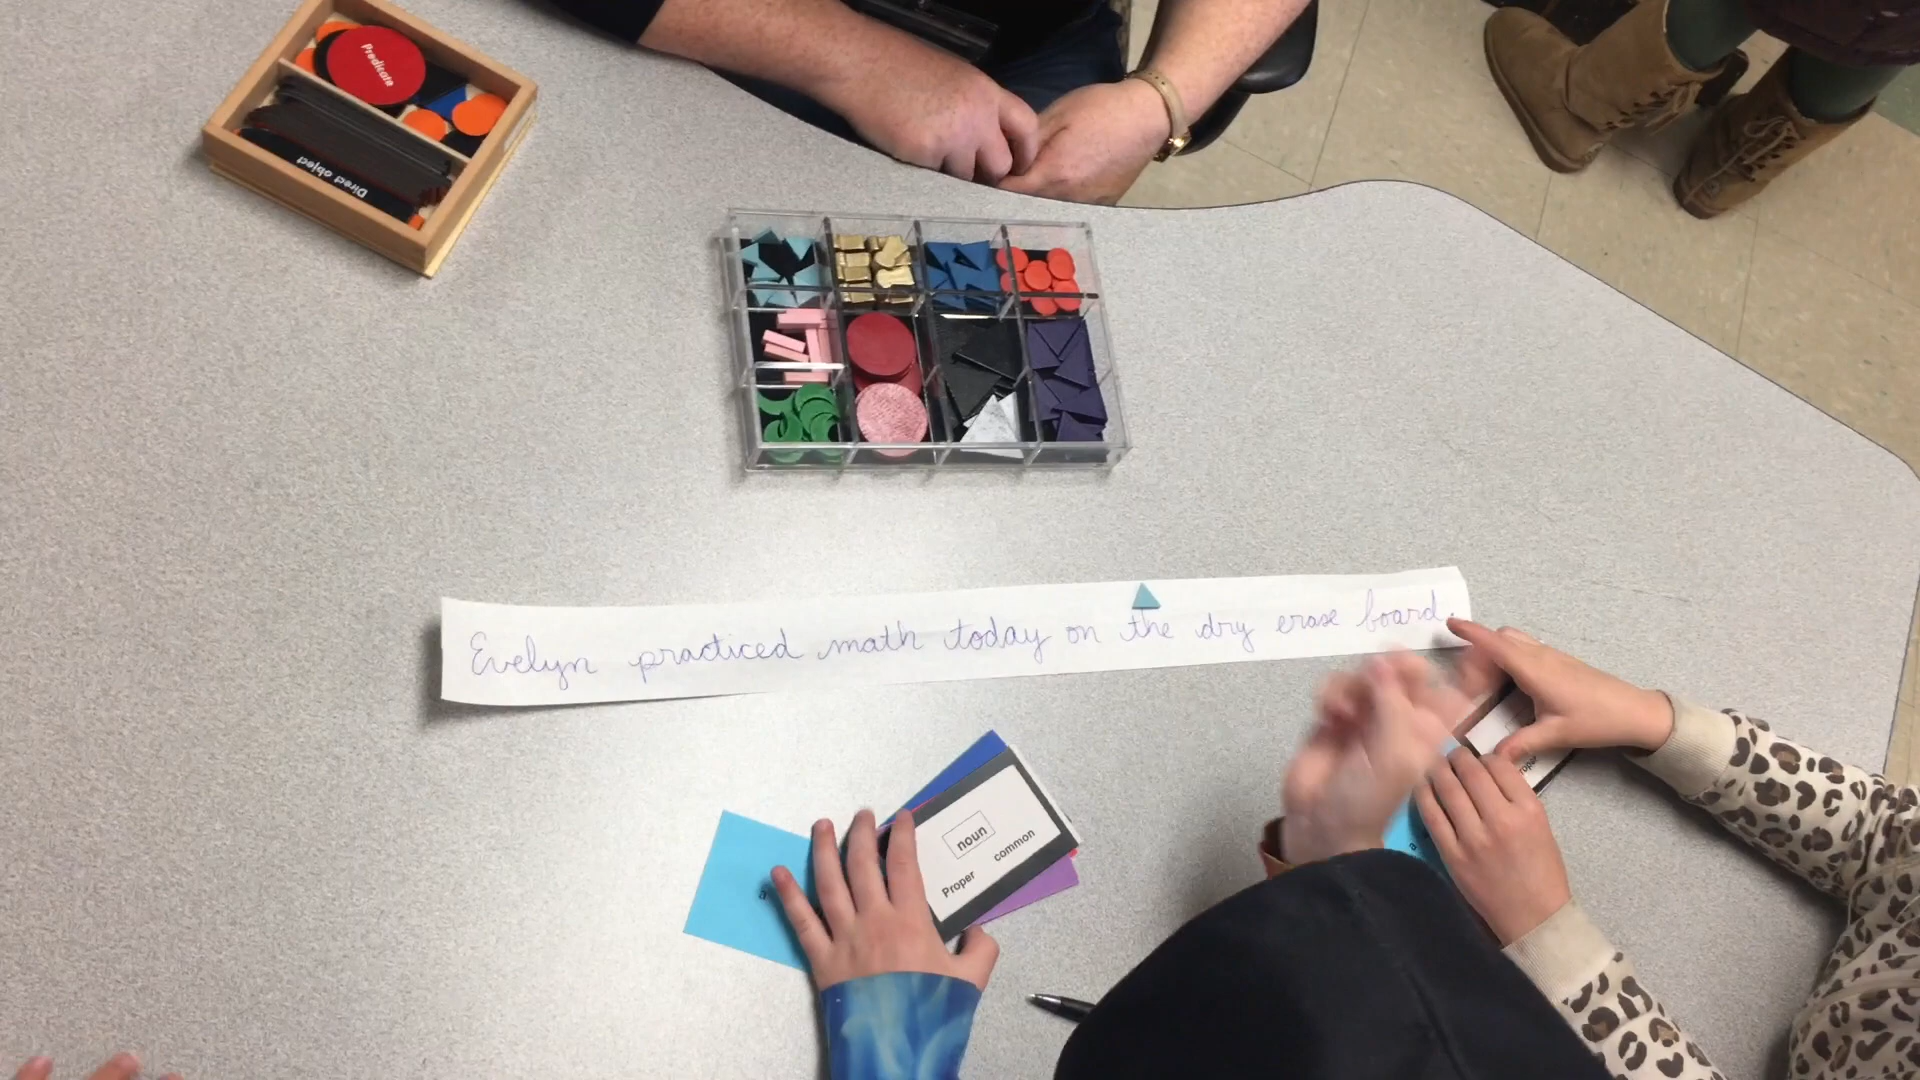 Predicate
Direct object
Evelyn practiced math today on the dry erase board.
noun
Proper common
a